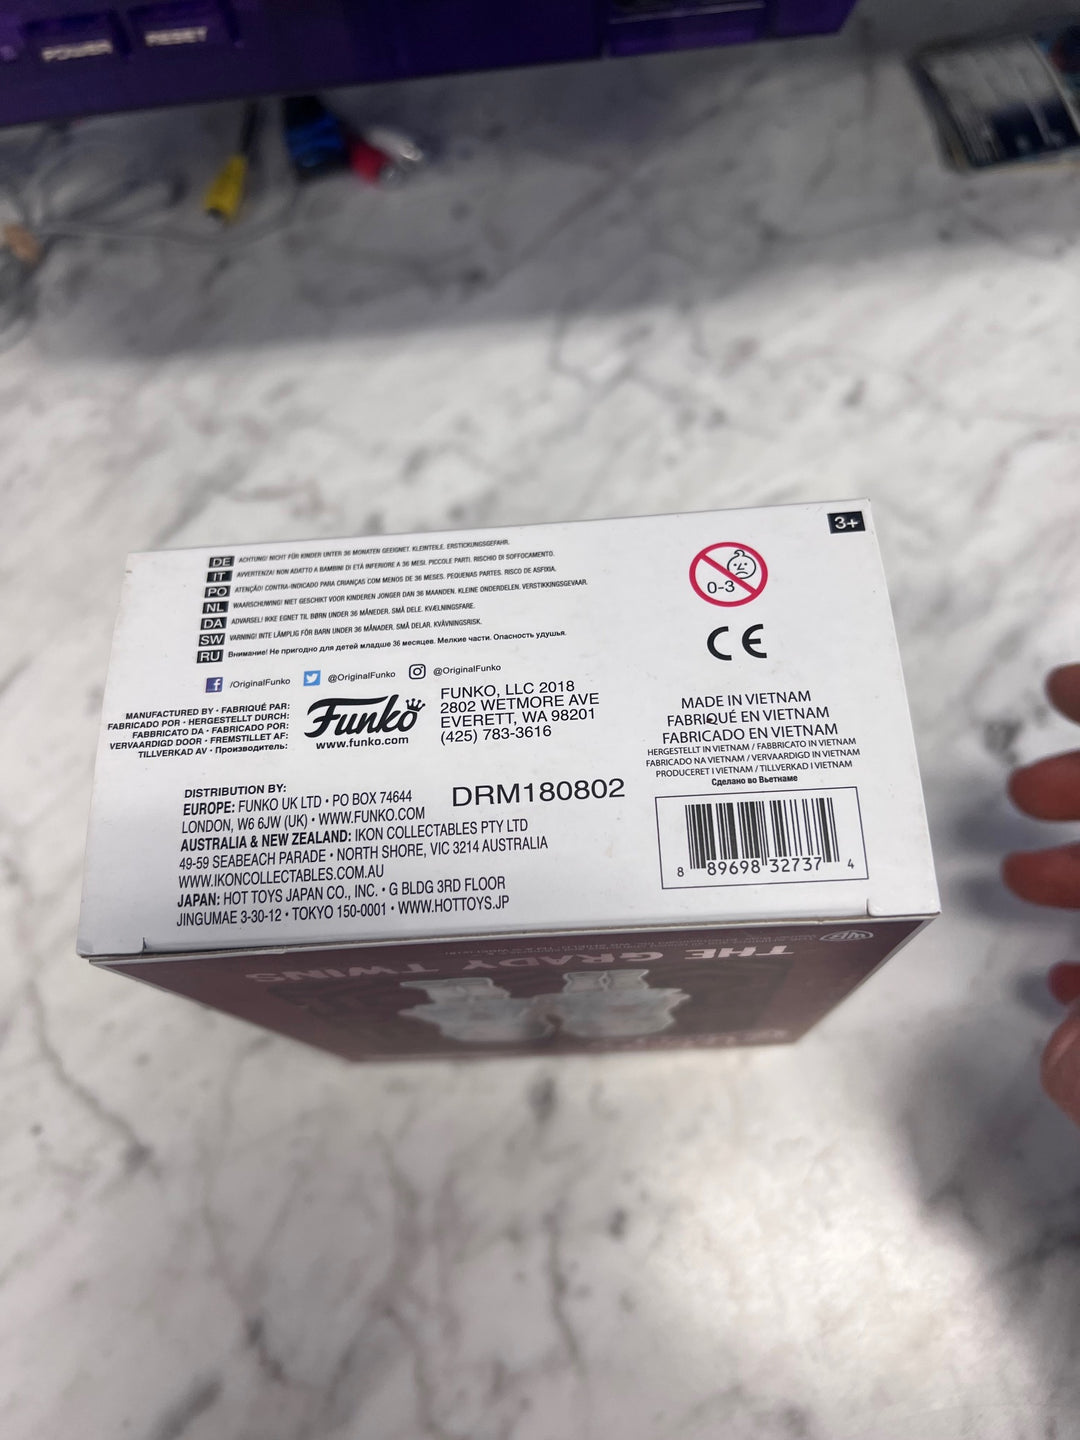 POWER
RESET
3+
DE ACHTUNG! NICHT FÜR KINDER UNTER 36 MONATEN GEEIGNET. KLEINTEILE. ERSTICKUNGSGEFAHR.
IT AVVERTENZA! NON ADATTO A BAMBINI DI ETÀ INFERIORE A 36 MESI. PICCOLE PARTI. RISCHIO DI SOFFOCAMENTO.
PO ATENÇÃO! CONTRA-INDICADO PARA CRIANÇAS COM MENOS DE 36 MESES. PEQUENAS PARTES. RISCO DE ASFIXIA.
NL WAARSCHUWING! NIET GESCHIKT VOOR KINDEREN JONGER DAN 36 MAANDEN. KLEINE ONDERDELEN. VERSTIKKINGSGEVAAR.
DA ADVARSEL! IKKE EGNET TIL BØRN UNDER 36 MÅNEDER. SMÅ DELE. KVÆLNINGSFARE.
SW VARNING! INTE LÄMPLIG FÖR BARN UNDER 36 MÅNADER. SMÅ DELAR. KVÄVNINGSRISK.
RU Внимание! Не пригодно для детей младше 36 месяцев. Мелкие части. Опасность удушья.
0-3
CE
/OriginalFunko @OriginalFunko @OriginalFunko
MANUFACTURED BY • FABRIQUÉ PAR:
FABRICADO POR • HERGESTELLT DURCH:
FABBRICATO DA • FABRICADO POR:
VERVAARDIGD DOOR • FREMSTILLET AF:
TILLVERKAD AV • Производитель:
Funko
www.funko.com
FUNKO, LLC 2018
2802 WETMORE AVE
EVERETT, WA 98201
(425) 783-3616
MADE IN VIETNAM
FABRIQUÉ EN VIETNAM
FABRICADO EN VIETNAM
HERGESTELLT IN VIETNAM / FABBRICATO IN VIETNAM
FABRICADO NA VIETNAM / VERVAARDIGD IN VIETNAM
PRODUCERET I VIETNAM / TILLVERKAD I VIETNAM
Сделано во Вьетнаме
DISTRIBUTION BY:
EUROPE: FUNKO UK LTD • PO BOX 74644
LONDON, W6 6JW (UK) • WWW.FUNKO.COM
AUSTRALIA & NEW ZEALAND: IKON COLLECTABLES PTY LTD
49-59 SEABEACH PARADE • NORTH SHORE, VIC 3214 AUSTRALIA
WWW.IKONCOLLECTABLES.COM.AU
JAPAN: HOT TOYS JAPAN CO., INC. • G BLDG 3RD FLOOR
JINGUMAE 3-30-12 • TOKYO 150-0001 • WWW.HOTTOYS.JP
DRM180802
8 89698 32737 4
THE GRADY TWINS